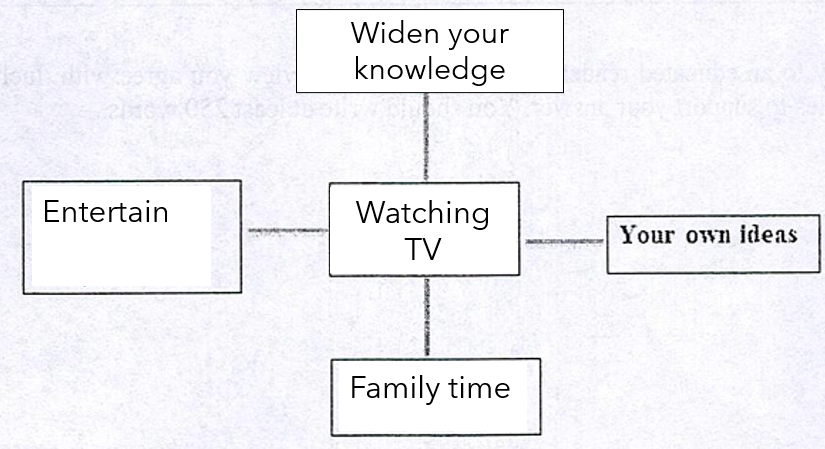 Widen your
knowledge
Entertain
Watching
TV
Your own ideas
Family time